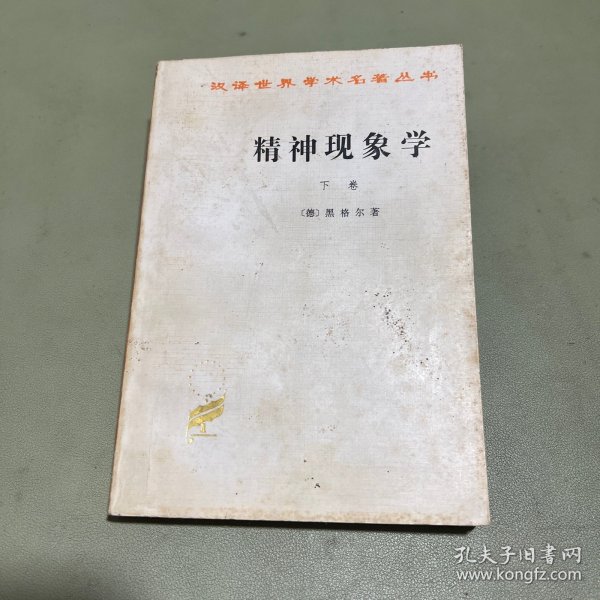 汉译世界学术名著丛书
精神现象学
下卷
〔德〕黑格尔著
孔夫子旧书网
www.kongfz.com